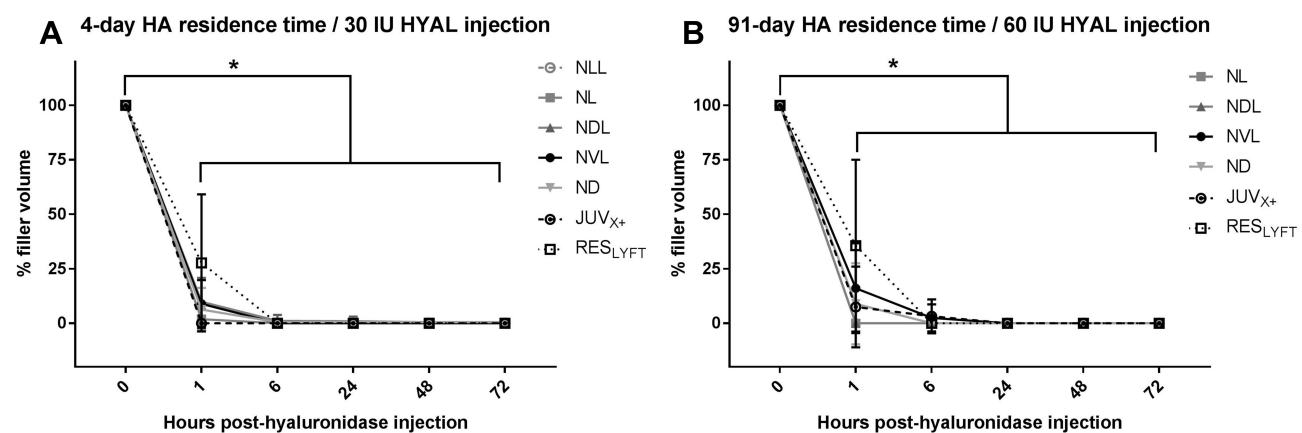 A 4-day HA residence time / 30 IU HYAL injection
*
% filler volume
100
75
50
25
0
0 1 6 24 48 72
Hours post-hyaluronidase injection
NLL
NL
NDL
NVL
ND
JUVX+
RESLYFT
B 91-day HA residence time / 60 IU HYAL injection
*
% filler volume
100
75
50
25
0
0 1 6 24 48 72
Hours post-hyaluronidase injection
NL
NDL
NVL
ND
JUVX+
RESLYFT